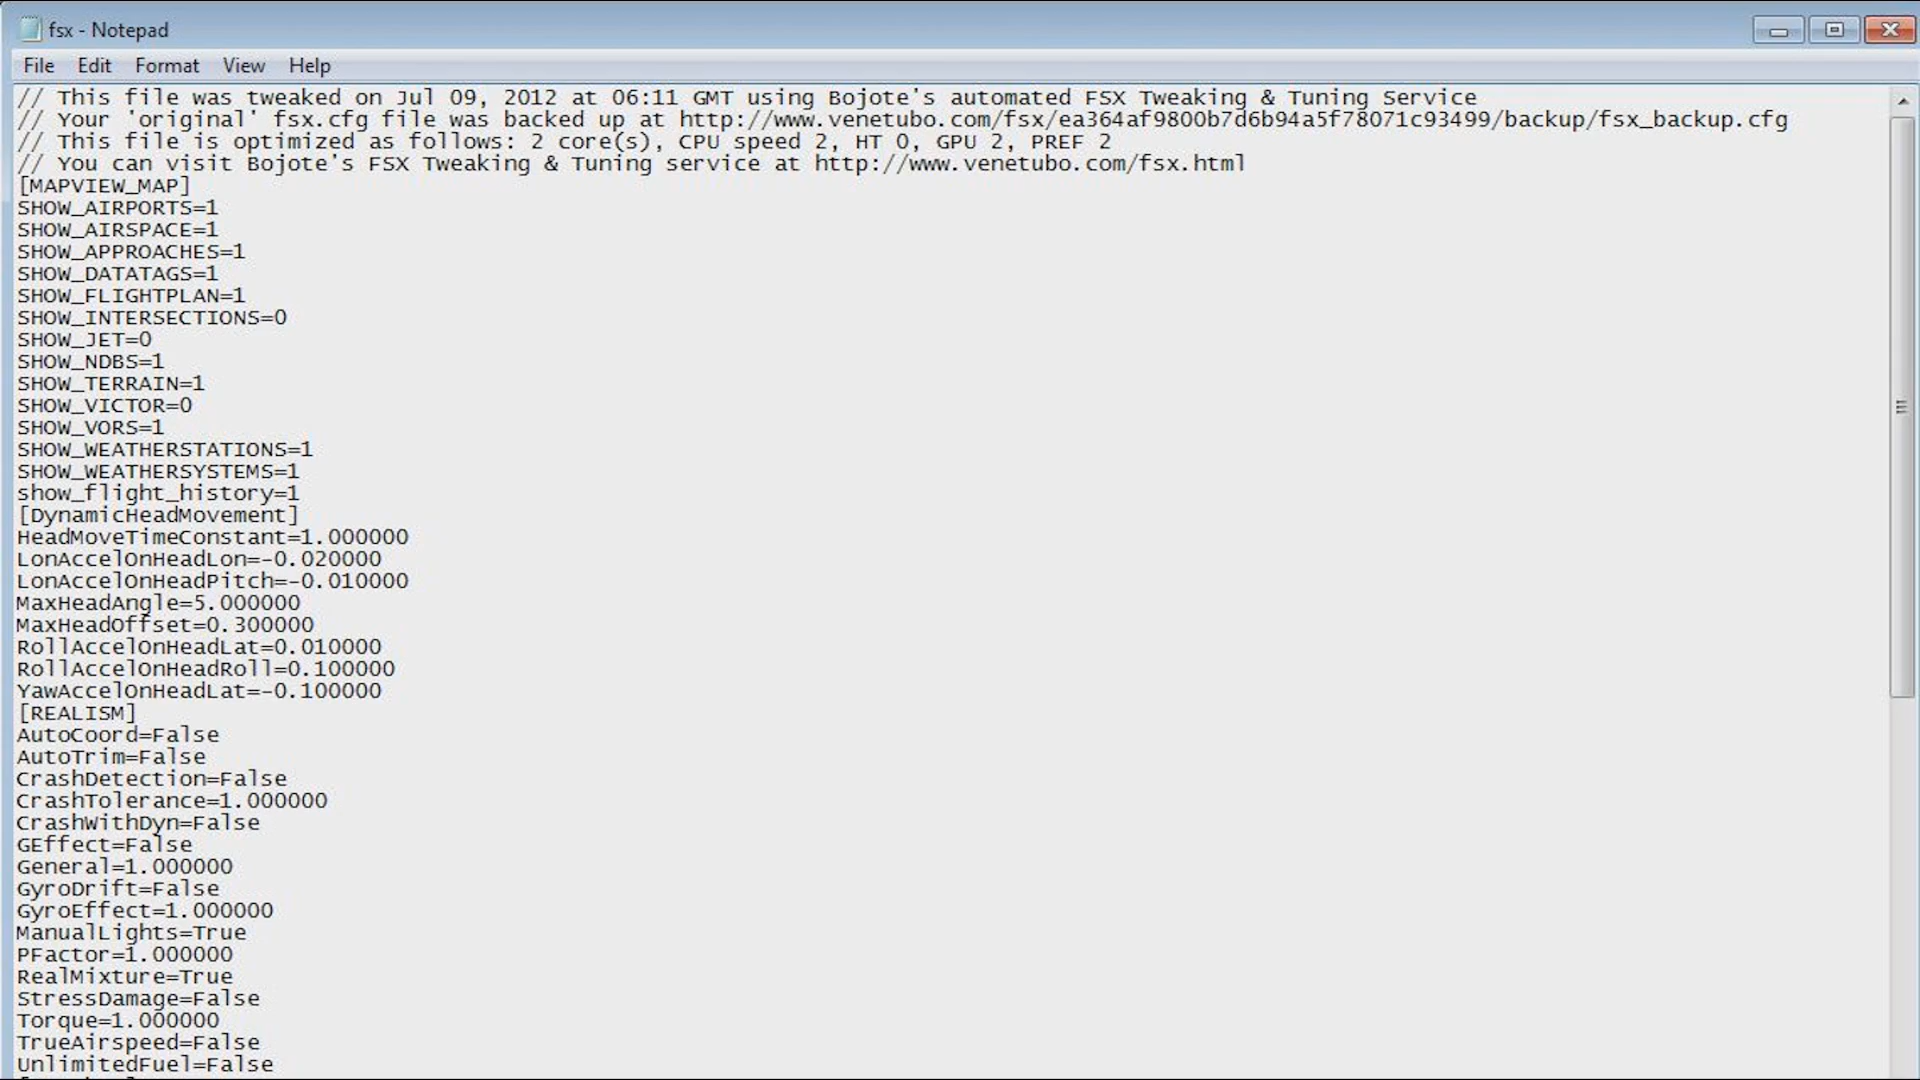 fsx - Notepad
File Edit Format View Help
// This file was tweaked on Jul 09, 2012 at 06:11 GMT using Bojote's automated FSX Tweaking & Tuning Service
// Your 'original' fsx.cfg file was backed up at http://www.venetubo.com/fsx/ea364af9800b7d6b94a5f78071c93499/backup/fsx_backup.cfg
// This file is optimized as follows: 2 core(s), CPU speed 2, HT 0, GPU 2, PREF 2
// You can visit Bojote's FSX Tweaking & Tuning service at http://www.venetubo.com/fsx.html
[MAPVIEW_MAP]
SHOW_AIRPORTS=1
SHOW_AIRSPACE=1
SHOW_APPROACHES=1
SHOW_DATATAGS=1
SHOW_FLIGHTPLAN=1
SHOW_INTERSECTIONS=0
SHOW_JET=0
SHOW_NDBS=1
SHOW_TERRAIN=1
SHOW_VICTOR=0
SHOW_VORS=1
SHOW_WEATHERSTATIONS=1
SHOW_WEATHERSYSTEMS=1
show_flight_history=1
[DynamicHeadMovement]
HeadMoveTimeConstant=1.000000
LonAccelOnHeadLon=-0.020000
LonAccelOnHeadPitch=-0.010000
MaxHeadAngle=5.000000
MaxHeadOffset=0.300000
RollAccelOnHeadLat=0.010000
RollAccelOnHeadRoll=0.100000
YawAccelOnHeadLat=-0.100000
[REALISM]
AutoCoord=False
AutoTrim=False
CrashDetection=False
CrashTolerance=1.000000
CrashWithDyn=False
GEffect=False
General=1.000000
GyroDrift=False
GyroEffect=1.000000
ManualLights=True
PFactor=1.000000
RealMixture=True
StressDamage=False
Torque=1.000000
TrueAirspeed=False
UnlimitedFuel=False